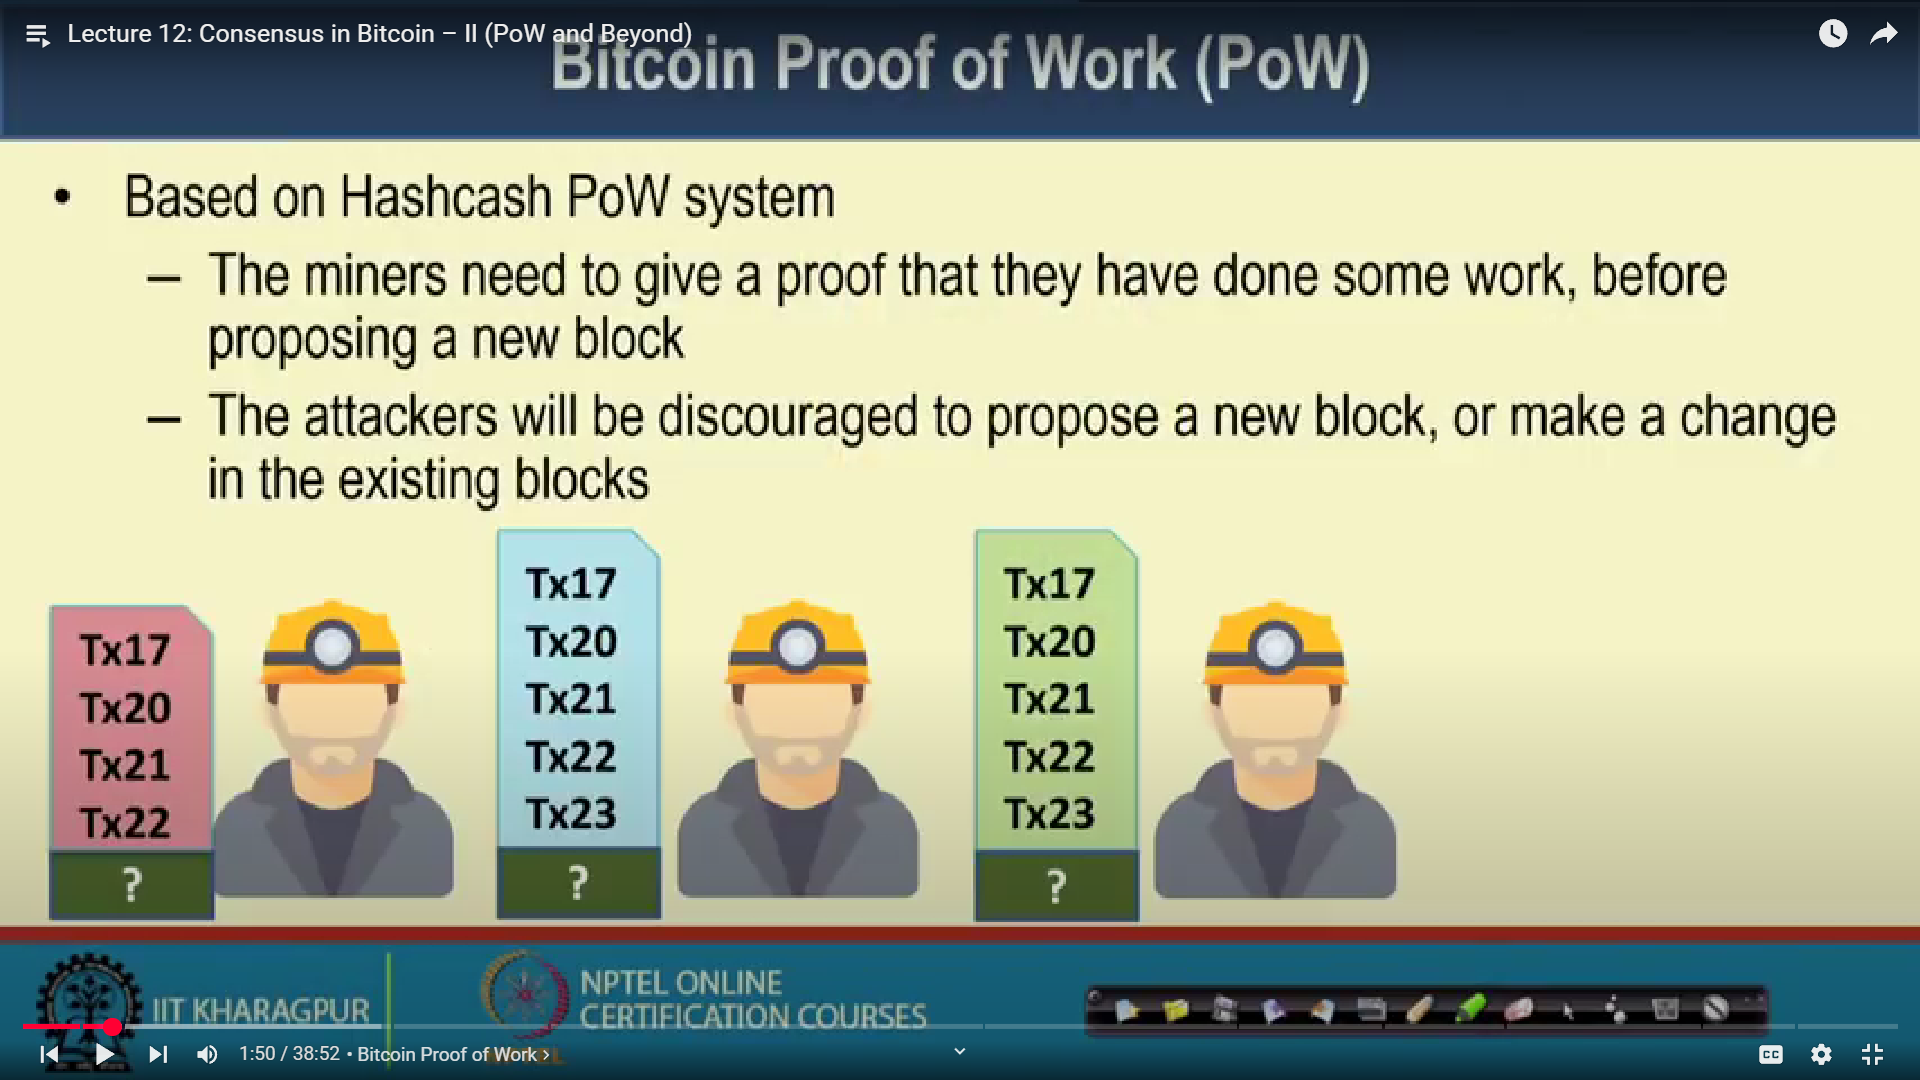 Lecture 12: Consensus in Bitcoin – II (PoW and Beyond)
Bitcoin Proof of Work (PoW)
• Based on Hashcash PoW system
– The miners need to give a proof that they have done some work, before
proposing a new block
– The attackers will be discouraged to propose a new block, or make a change
in the existing blocks
Tx17
Tx20
Tx21
Tx22
?
Tx17
Tx20
Tx21
Tx22
Tx23
?
Tx17
Tx20
Tx21
Tx22
Tx23
?
IIT KHARAGPUR
NPTEL ONLINE
CERTIFICATION COURSES
NPTEL
1:50 / 38:52 • Bitcoin Proof of Work ›
CC